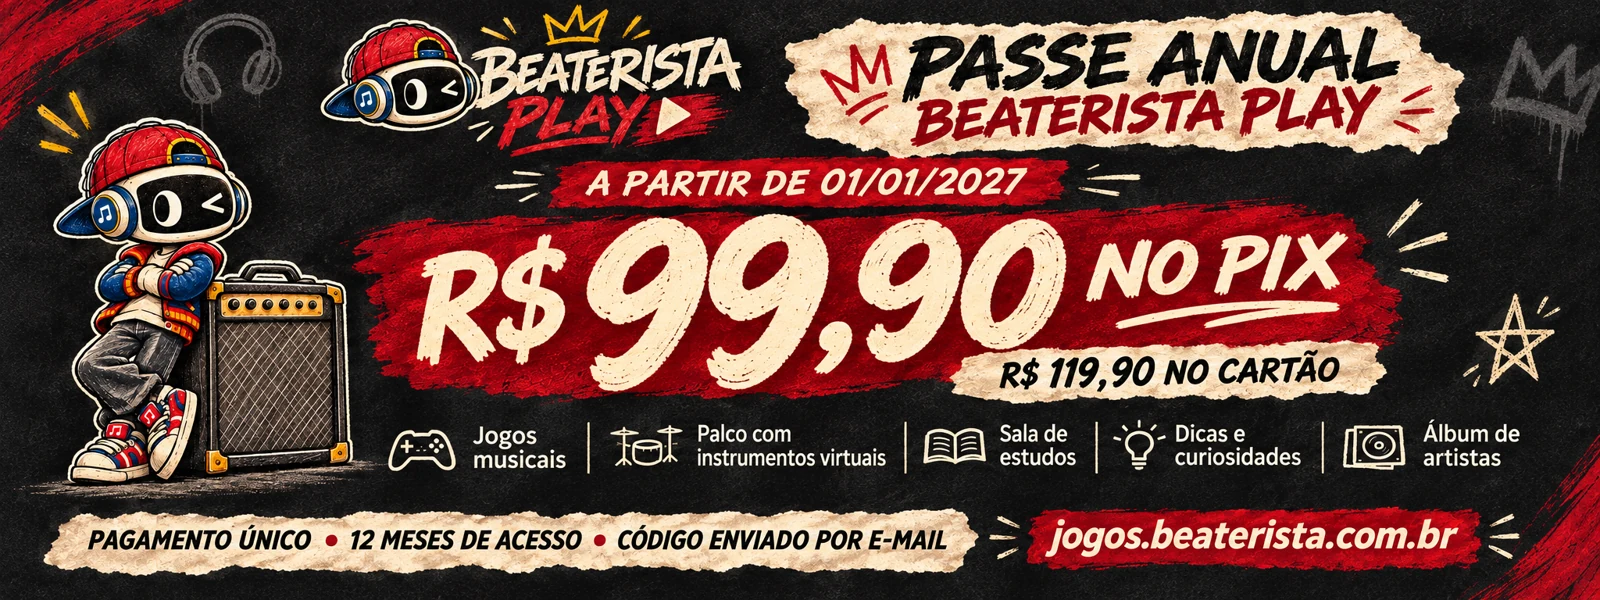 BEATERISTA
PLAY
PASSE ANUAL
BEATERISTA PLAY
A PARTIR DE 01/01/2027
R$ 99,90 NO PIX
R$ 119,90 NO CARTÃO
Jogos
musicais
Palco com
instrumentos virtuais
Sala de
estudos
Dicas e
curiosidades
Álbum de
artistas
PAGAMENTO ÚNICO • 12 MESES DE ACESSO • CÓDIGO ENVIADO POR E-MAIL
jogos.beaterista.com.br